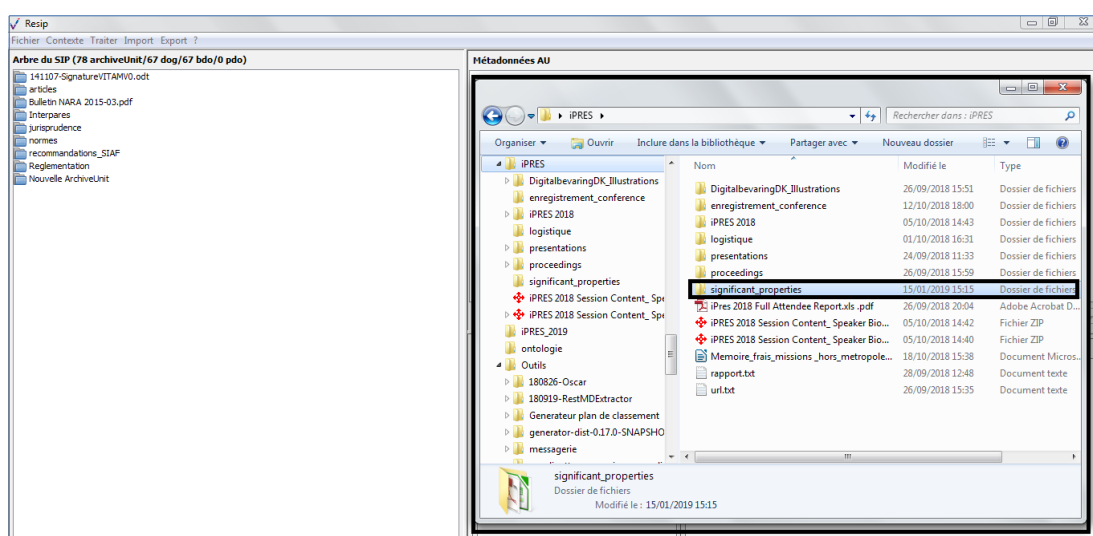 Resip
Fichier Contexte Traiter Import Export ?
Arbre du SIP (78 archiveUnit/67 dog/67 bdo/0 pdo)
141107-SignatureVITAMV0.odt
articles
Bulletin NARA 2015-03.pdf
Interpares
jurisprudence
normes
recommandations_SIAF
Reglementation
Nouvelle ArchiveUnit
Métadonnées AU
iPRES
Rechercher dans : iPRES
Organiser Ouvrir Inclure dans la bibliothèque Partager avec Nouveau dossier
iPRES
DigitalbevaringDK_Illustrations
enregistrement_conference
iPRES 2018
logistique
presentations
proceedings
significant_properties
iPRES 2018 Session Content_ Spe
iPRES 2018 Session Content_ Spe
iPRES_2019
ontologie
Outils
180826-Oscar
180919-RestMDExtractor
Generateur plan de classement
generator-dist-0.17.0-SNAPSHO
messagerie
Nom Modifié le Type
DigitalbevaringDK_Illustrations 26/09/2018 15:51 Dossier de fichiers
enregistrement_conference 12/10/2018 18:00 Dossier de fichiers
iPRES 2018 05/10/2018 14:43 Dossier de fichiers
logistique 01/10/2018 16:31 Dossier de fichiers
presentations 24/09/2018 11:33 Dossier de fichiers
proceedings 26/09/2018 15:59 Dossier de fichiers
significant_properties 15/01/2019 15:15 Dossier de fichiers
iPres 2018 Full Attendee Report.xls .pdf 26/09/2018 20:04 Adobe Acrobat D...
iPRES 2018 Session Content_ Speaker Bio... 05/10/2018 14:42 Fichier ZIP
iPRES 2018 Session Content_ Speaker Bio... 05/10/2018 14:40 Fichier ZIP
Memoire_frais_missions _hors_metropole... 18/10/2018 15:38 Document Micros...
rapport.txt 28/09/2018 12:48 Document texte
url.txt 26/09/2018 15:35 Document texte
significant_properties
Dossier de fichiers
Modifié le : 15/01/2019 15:15